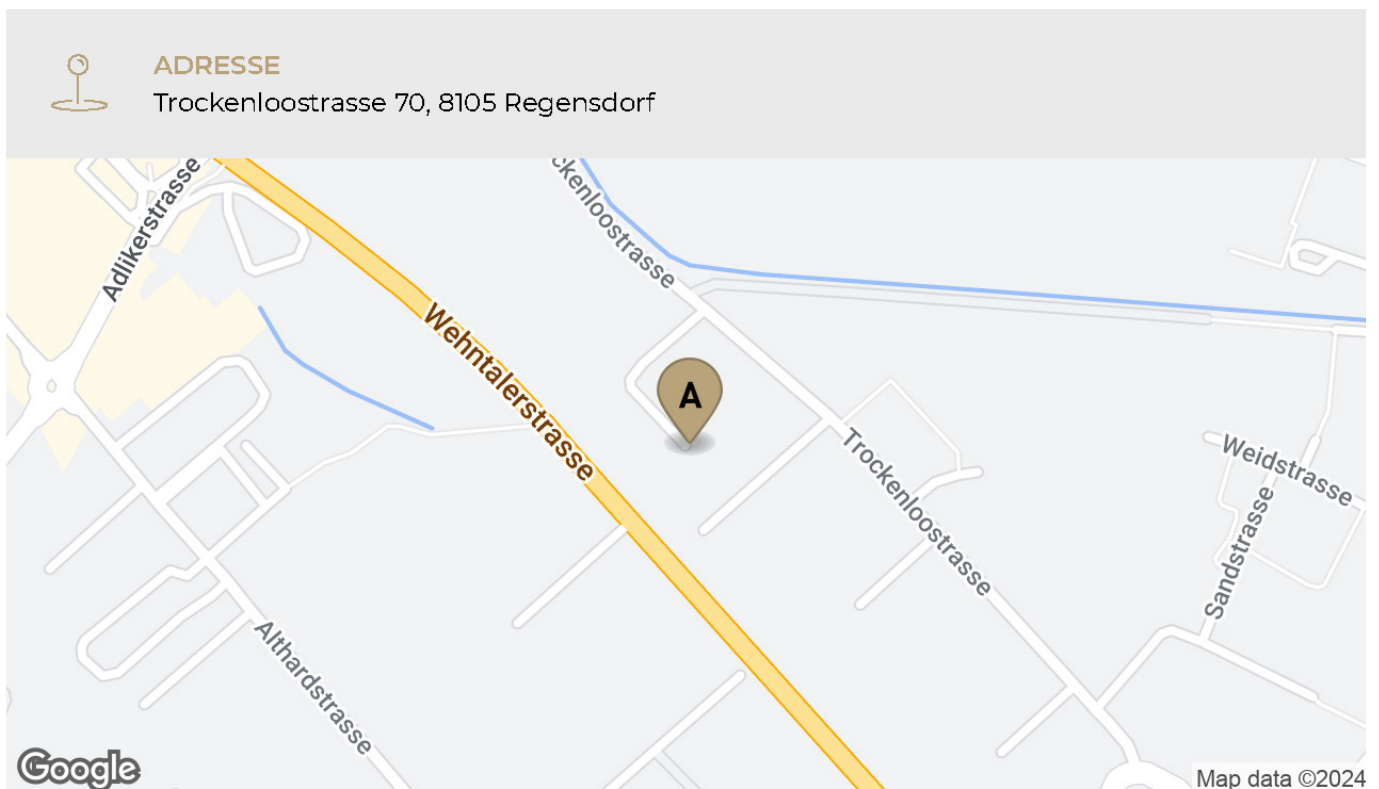 ADRESSE
Trockenloostrasse 70, 8105 Regensdorf
Adlikerstrasse
ckenloostrasse
Wehntalerstrasse
A
Trockenloostrasse
Weidstrasse
Sandstrasse
Althardstrasse
Google
Map data ©2024